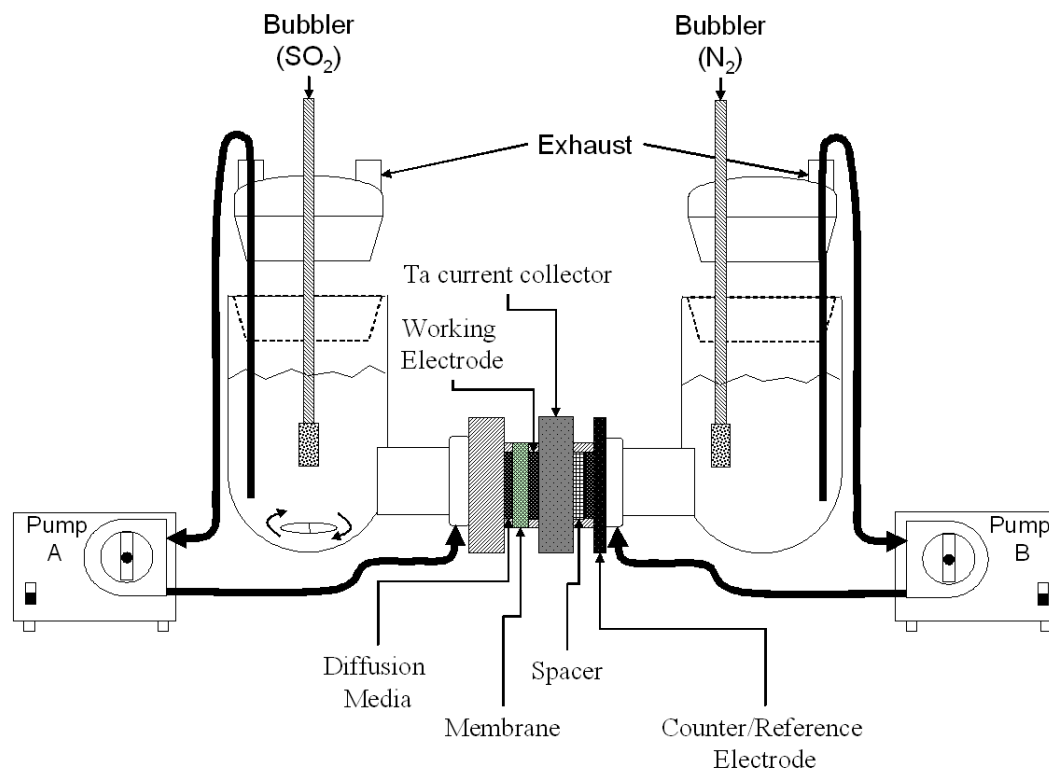 Bubbler
(SO₂)
Bubbler
(N₂)
Exhaust
Ta current collector
Working
Electrode
Pump
A
Pump
B
Diffusion
Media
Spacer
Membrane
Counter/Reference
Electrode